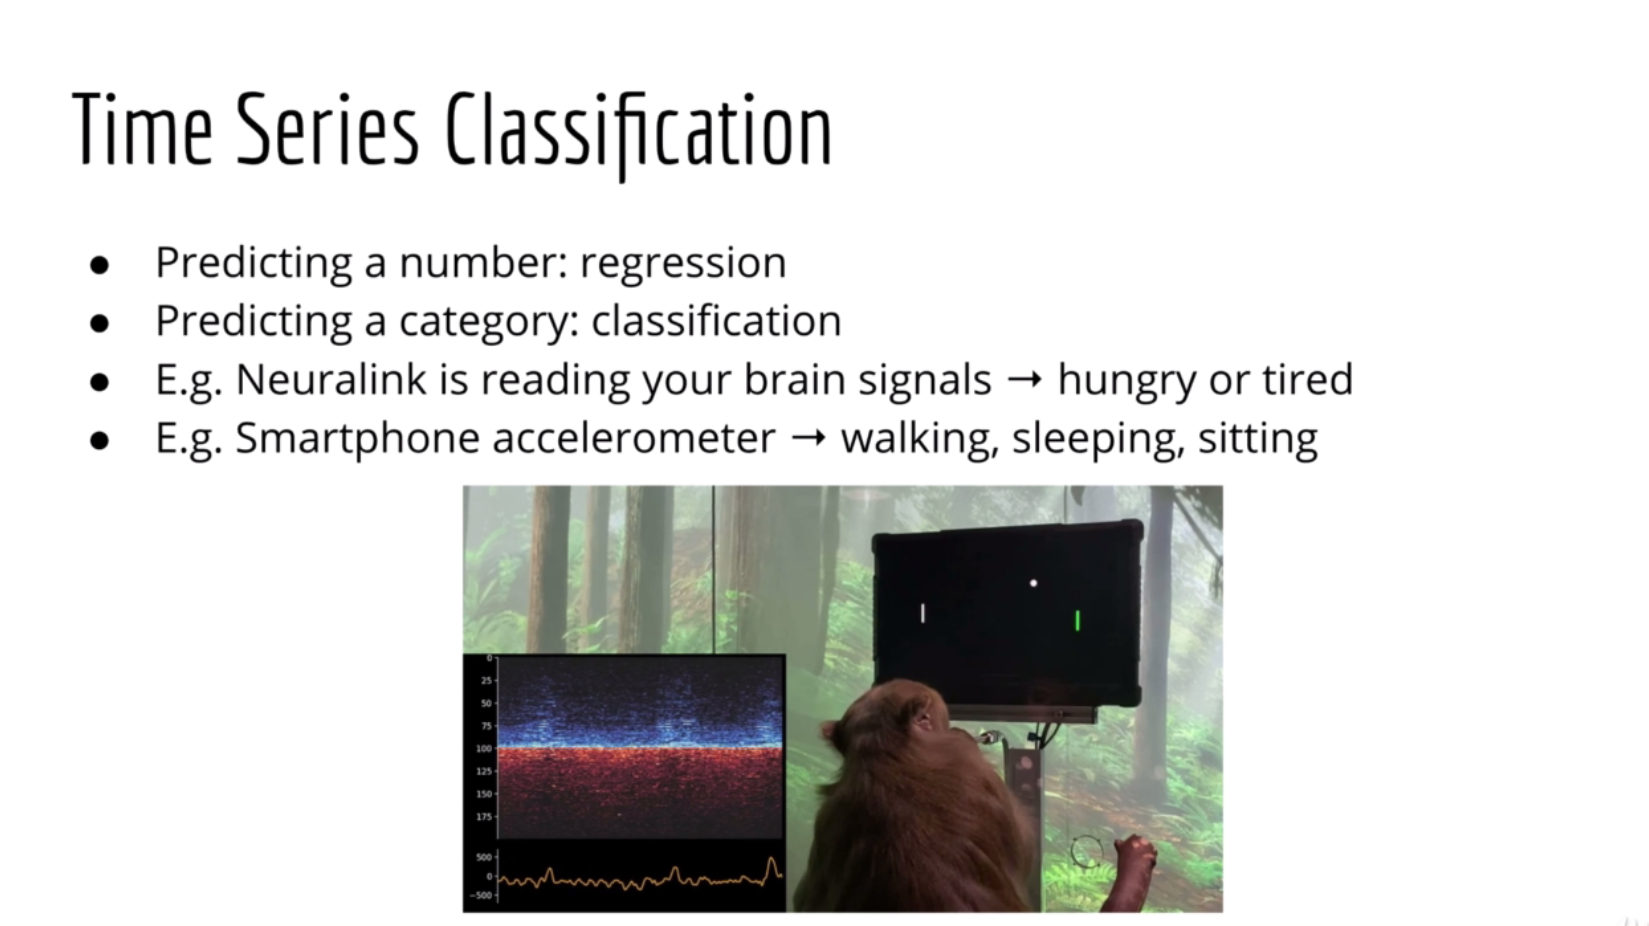 Time Series Classification
● Predicting a number: regression
● Predicting a category: classification
● E.g. Neuralink is reading your brain signals → hungry or tired
● E.g. Smartphone accelerometer → walking, sleeping, sitting
0
25
50
75
100
125
150
175
500
0
−500